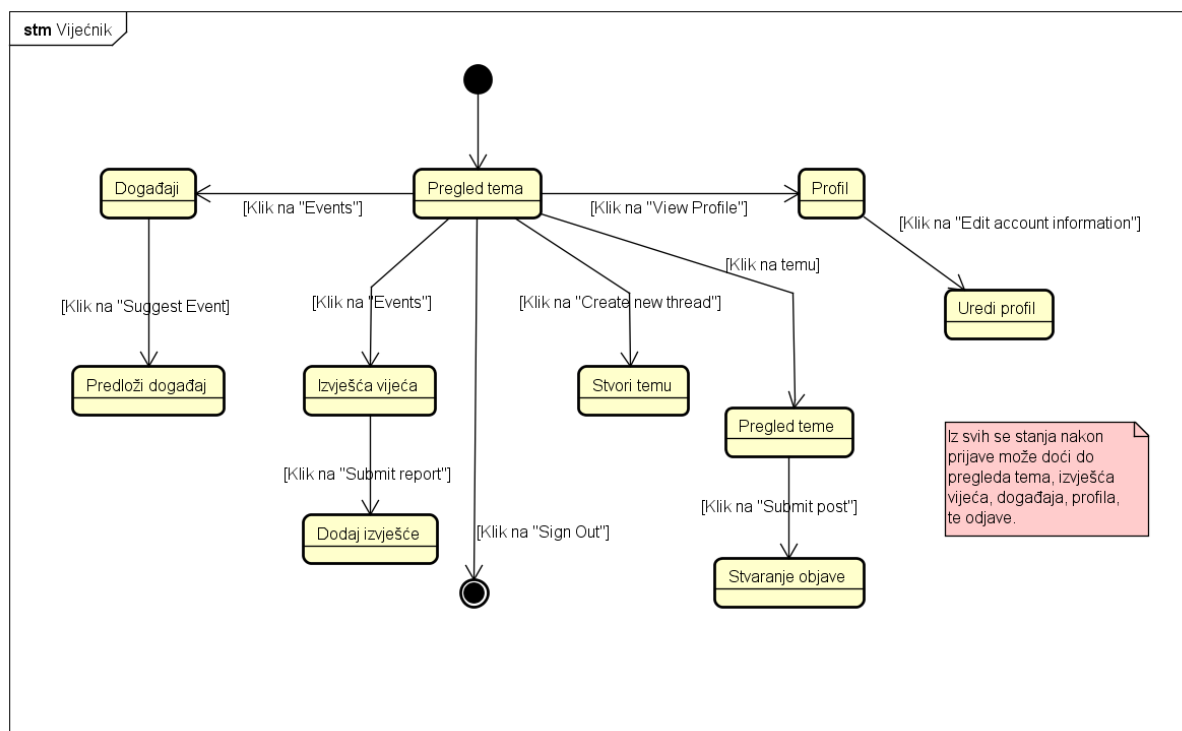 stm Vijećnik
Događaji
Pregled tema
Profil
[Klik na "Events"]
[Klik na "View Profile"]
[Klik na "Edit account information"]
[Klik na temu]
[Klik na "Suggest Event]
[Klik na "Events"]
[Klik na "Create new thread"]
Uredi profil
Predloži događaj
Izvješća vijeća
Stvori temu
Pregled teme
Iz svih se stanja nakon
prijave može doći do
pregleda tema, izvješća
vijeća, događaja, profila,
te odjave.
[Klik na "Submit report"]
[Klik na "Submit post"]
Dodaj izvješće
[Klik na "Sign Out"]
Stvaranje objave